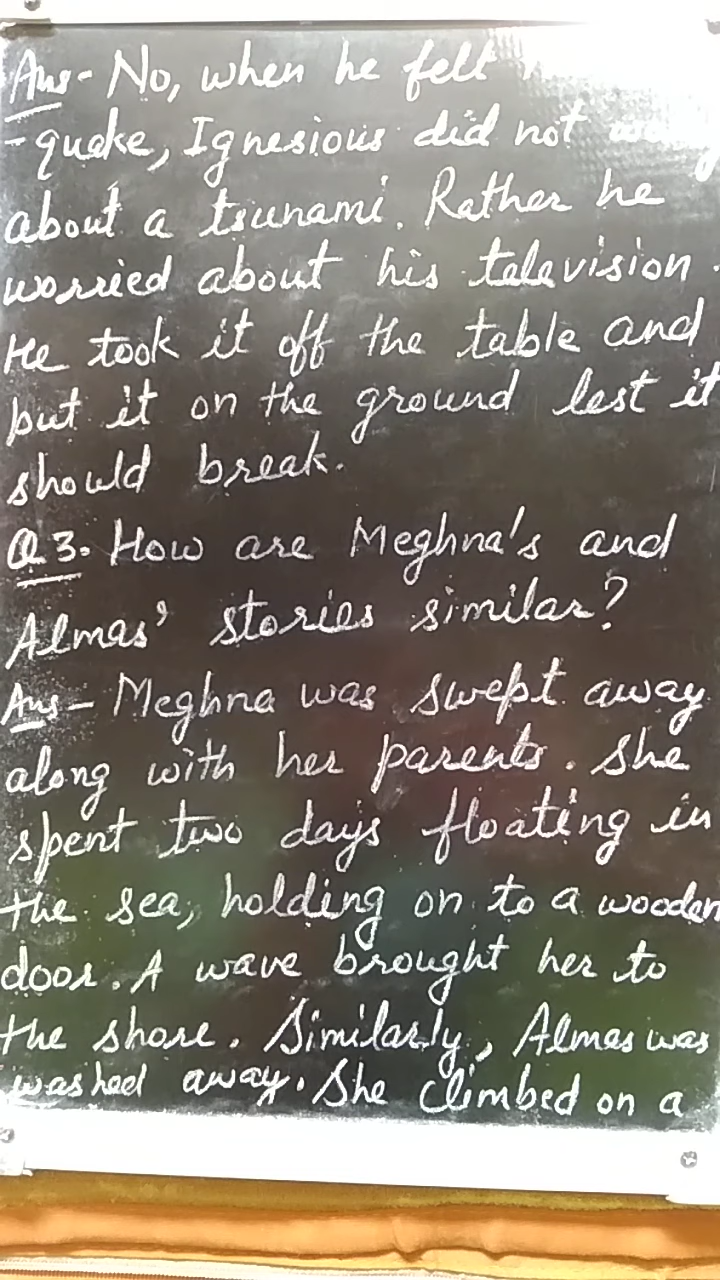 Ans- No, when he felt
-quake, Ignesious did not
about a tsunami. Rather he
worried about his television.
He took it off the table and
put it on the ground lest it
should break.
Q3. How are Meghna's and
Almas' stories similar?
Ans- Meghna was swept away
along with her parents. She
spent two days floating in
the sea, holding on to a wooden
door. A wave brought her to
the shore. Similarly, Almas was
washed away. She climbed on a